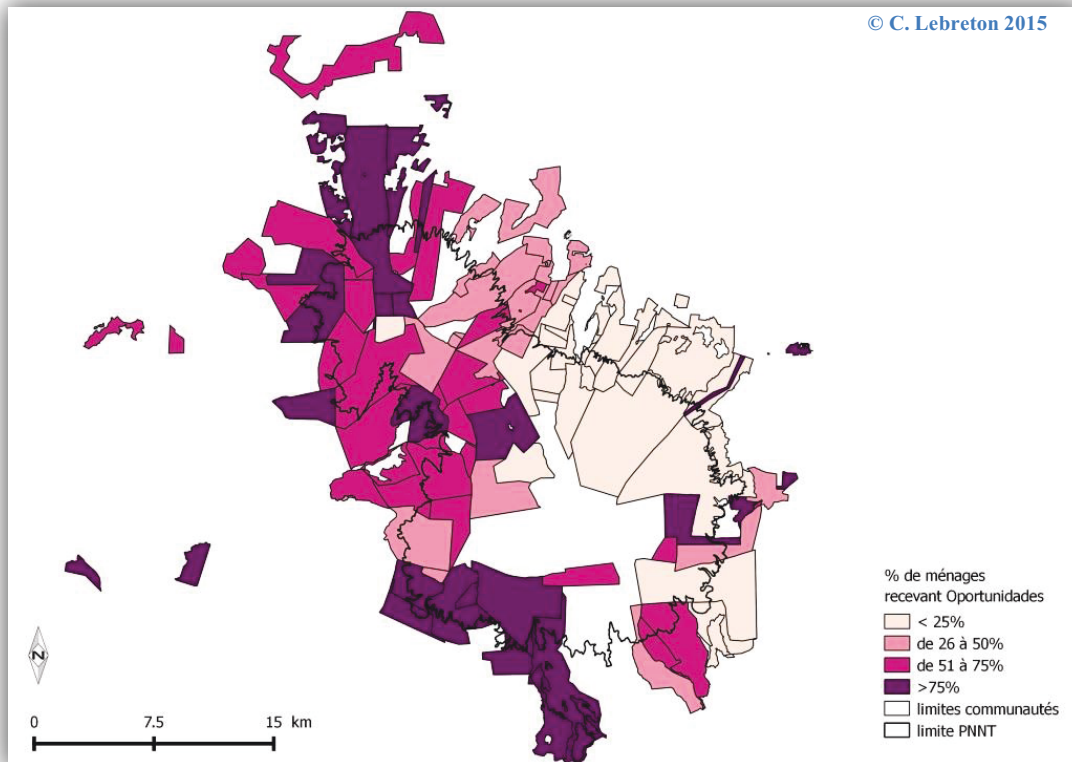 © C. Lebreton 2015
% de ménages
recevant Oportunidades
< 25%
de 26 à 50%
de 51 à 75%
>75%
limites communautés
limite PNNT
N
0 7.5 15 km